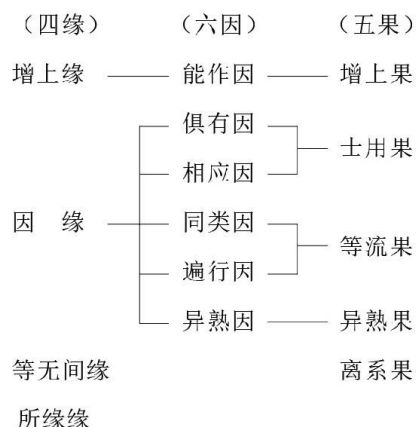 （四缘） （六因） （五果）
增上缘 能作因 增上果
俱有因
士用果
相应因
因 缘 同类因
等流果
遍行因
异熟因 异熟果
等无间缘 离系果
所缘缘